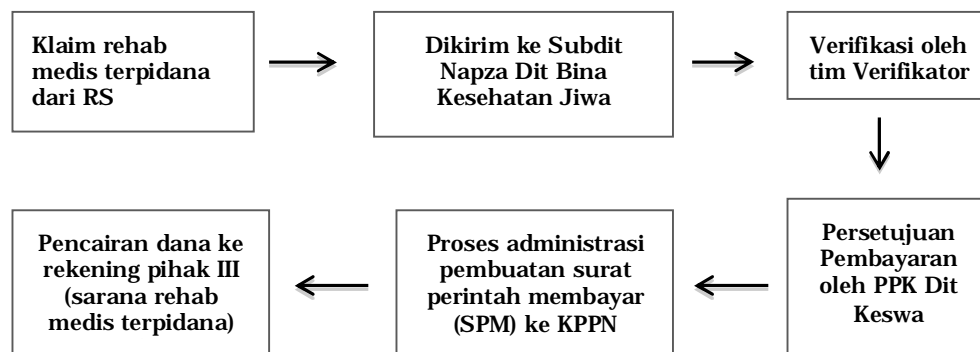 Klaim rehab
medis terpidana
dari RS
Dikirim ke Subdit
Napza Dit Bina
Kesehatan Jiwa
Verifikasi oleh
tim Verifikator
Persetujuan
Pembayaran
oleh PPK Dit
Keswa
Proses administrasi
pembuatan surat
perintah membayar
(SPM) ke KPPN
Pencairan dana ke
rekening pihak III
(sarana rehab
medis terpidana)